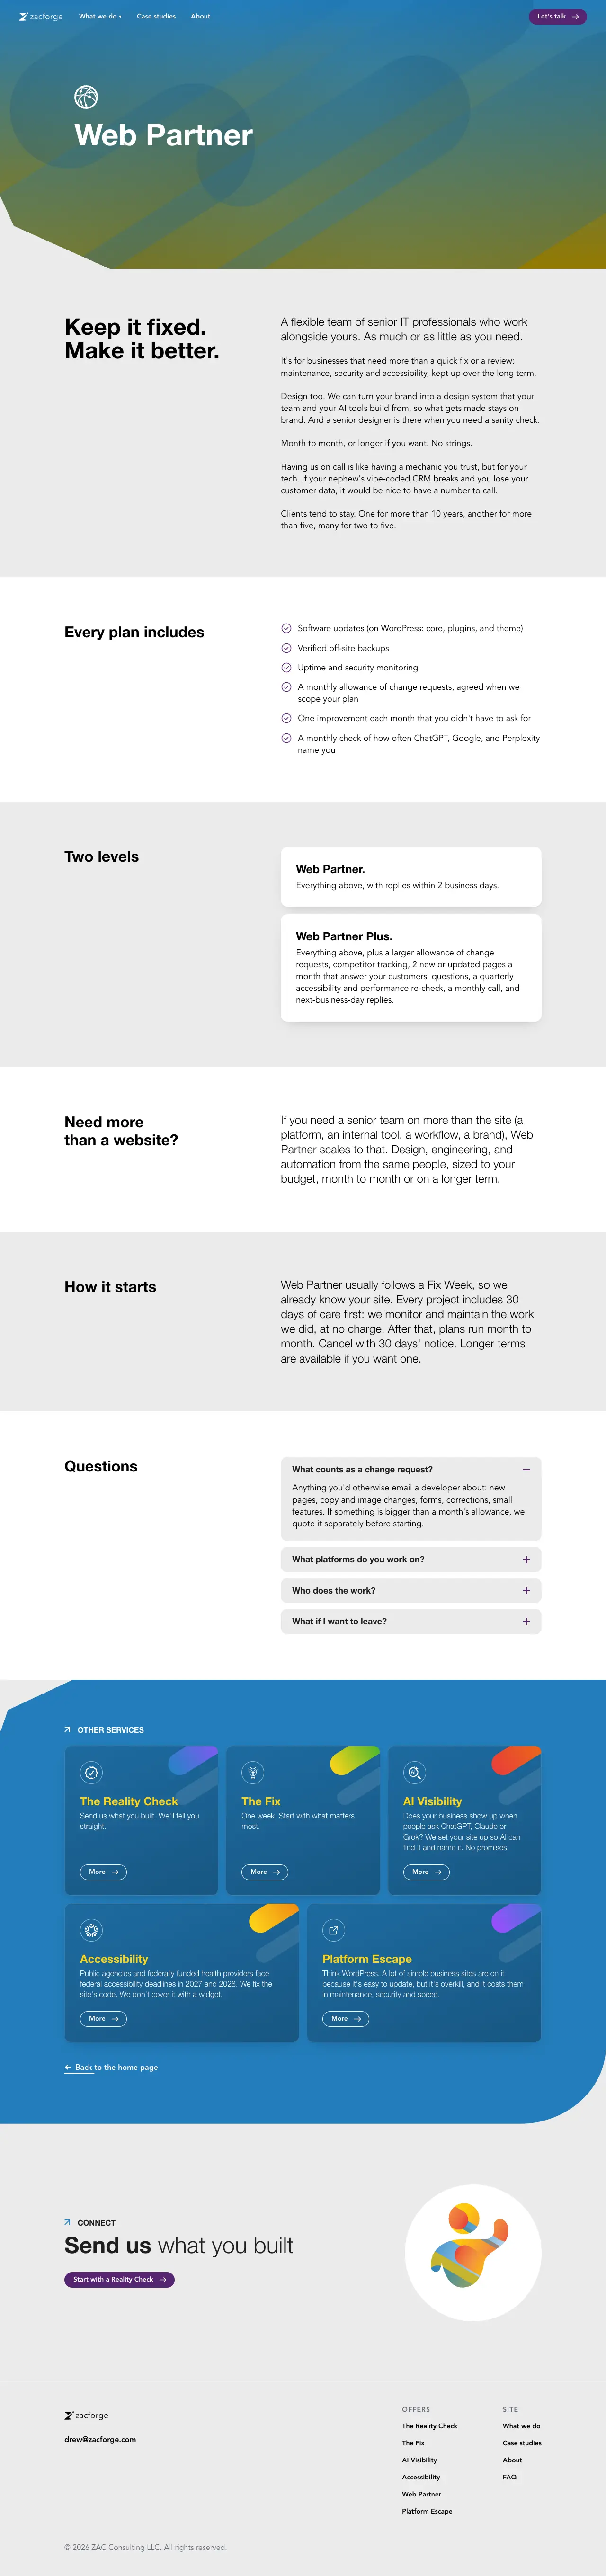 zacforge
What we do ▾
Case studies
About
Let's talk →
Web Partner
Keep it fixed.
Make it better.
A flexible team of senior IT professionals who work
alongside yours. As much or as little as you need.
It's for businesses that need more than a quick fix or a review:
maintenance, security and accessibility, kept up over the long term.
Design too. We can turn your brand into a design system that your
team and your AI tools build from, so what gets made stays on
brand. And a senior designer is there when you need a sanity check.
Month to month, or longer if you want. No strings.
Having us on call is like having a mechanic you trust, but for your
tech. If your nephew's vibe-coded CRM breaks and you lose your
customer data, it would be nice to have a number to call.
Clients tend to stay. One for more than 10 years, another for more
than five, many for two to five.
Every plan includes
Software updates (on WordPress: core, plugins, and theme)
Verified off-site backups
Uptime and security monitoring
A monthly allowance of change requests, agreed when we
scope your plan
One improvement each month that you didn't have to ask for
A monthly check of how often ChatGPT, Google, and Perplexity
name you
Two levels
Web Partner.
Everything above, with replies within 2 business days.
Web Partner Plus.
Everything above, plus a larger allowance of change
requests, competitor tracking, 2 new or updated pages a
month that answer your customers' questions, a quarterly
accessibility and performance re-check, a monthly call, and
next-business-day replies.
Need more
than a website?
If you need a senior team on more than the site (a
platform, an internal tool, a workflow, a brand), Web
Partner scales to that. Design, engineering, and
automation from the same people, sized to your
budget, month to month or on a longer term.
How it starts
Web Partner usually follows a Fix Week, so we
already know your site. Every project includes 30
days of care first: we monitor and maintain the work
we did, at no charge. After that, plans run month to
month. Cancel with 30 days' notice. Longer terms
are available if you want one.
Questions
What counts as a change request?
Anything you'd otherwise email a developer about: new
pages, copy and image changes, forms, corrections, small
features. If something is bigger than a month's allowance, we
quote it separately before starting.
What platforms do you work on?
Who does the work?
What if I want to leave?
OTHER SERVICES
The Reality Check
Send us what you built. We'll tell you
straight.
More →
The Fix
One week. Start with what matters
most.
More →
AI
AI Visibility
Does your business show up when
people ask ChatGPT, Claude or
Grok? We set your site up so AI can
find it and name it. No promises.
More →
Accessibility
Public agencies and federally funded health providers face
federal accessibility deadlines in 2027 and 2028. We fix the
site's code. We don't cover it with a widget.
More →
Platform Escape
Think WordPress. A lot of simple business sites are on it
because it's easy to update, but it's overkill, and it costs them
in maintenance, security and speed.
More →
← Back to the home page
CONNECT
Send us what you built
Start with a Reality Check →
zacforge
drew@zacforge.com
OFFERS
The Reality Check
The Fix
AI Visibility
Accessibility
Web Partner
Platform Escape
SITE
What we do
Case studies
About
FAQ
© 2026 ZAC Consulting LLC. All rights reserved.